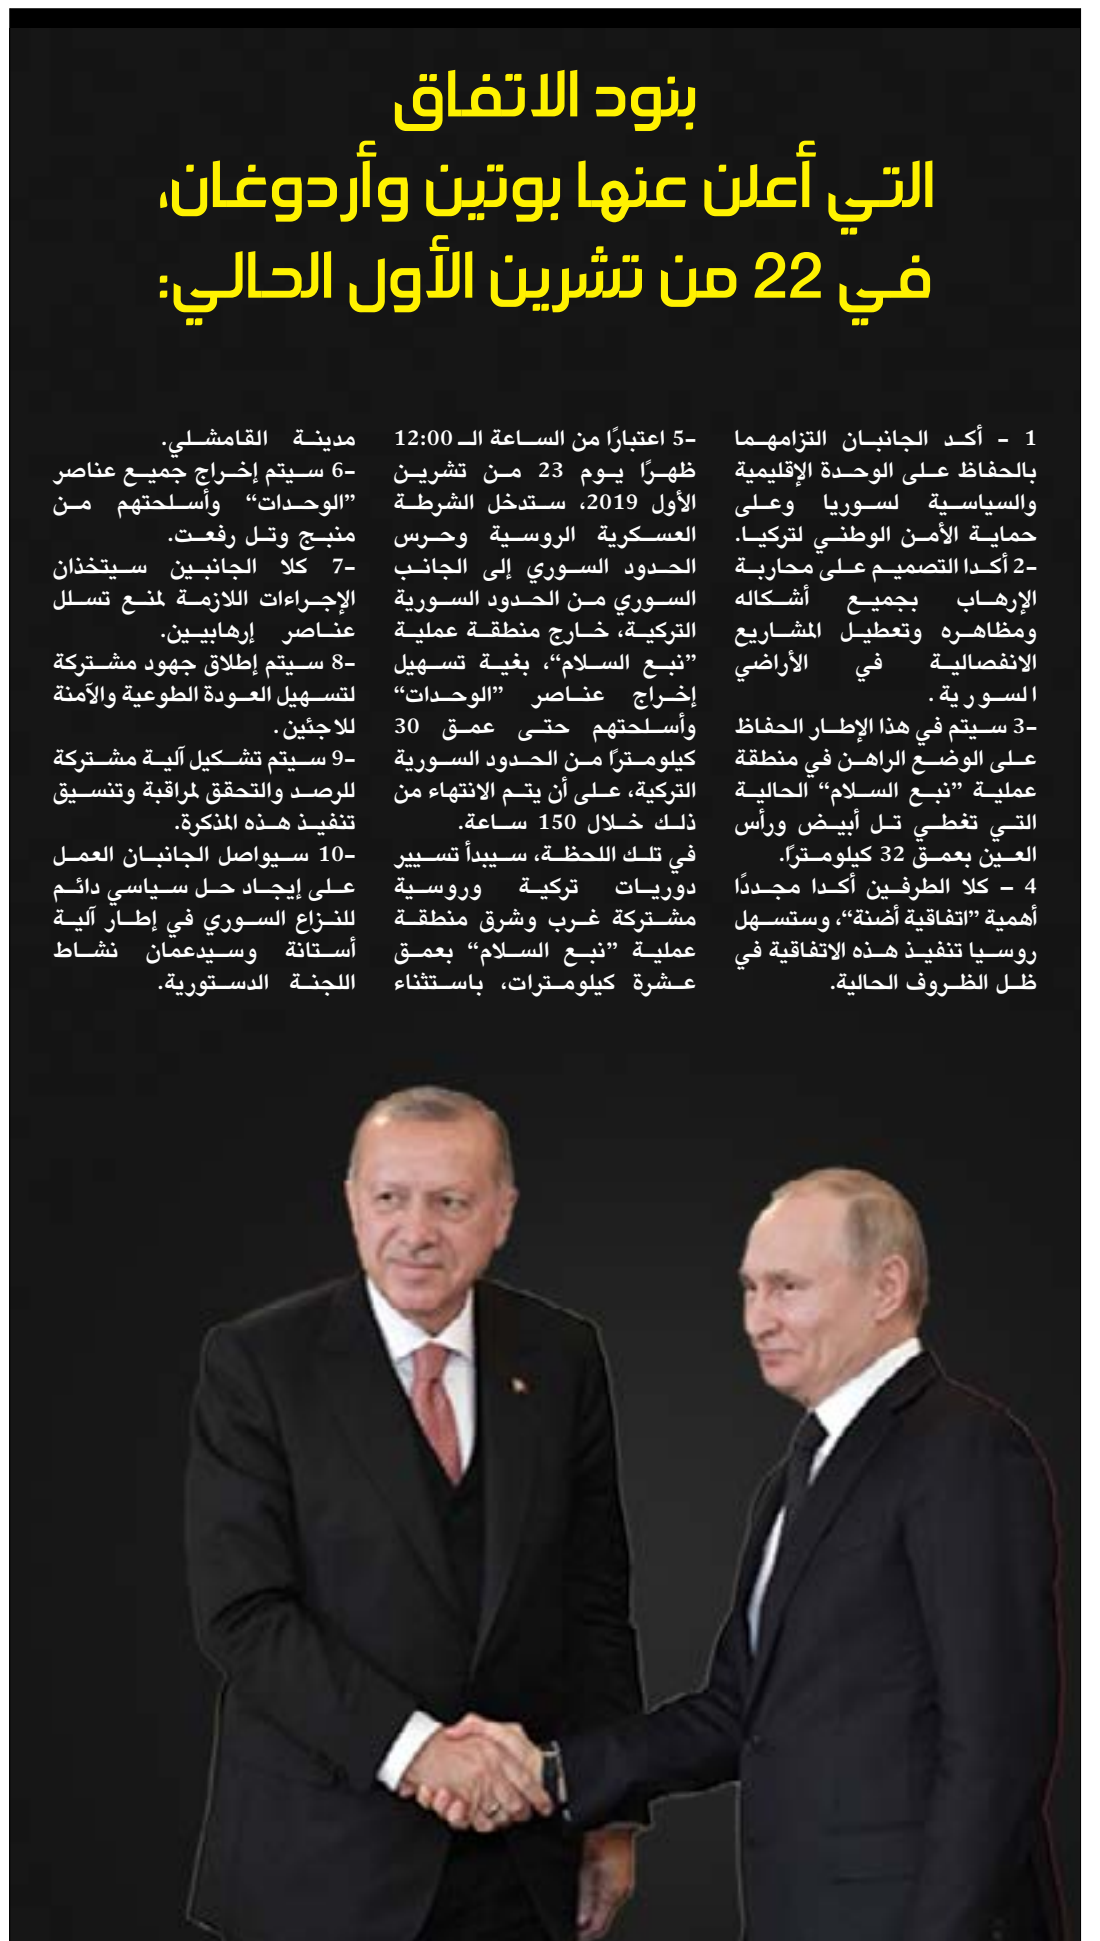 بنود الاتفاق
التي أعلن عنها بوتين وأردوغان،
في 22 من تشرين الأول الحالي:
1 - أكد الجانبان التزامهما
بالحفاظ على الوحدة الإقليمية
والسياسية لسوريا وعلى
حماية الأمن الوطني لتركيا.
2- أكدا التصميم على محاربة
الإرهاب بجميع أشكاله
ومظاهره وتعطيل المشاريع
الانفصالية في الأراضي
السورية.
3- سيتم في هذا الإطار الحفاظ
على الوضع الراهن في منطقة
عملية ”نبع السلام“ الحالية
التي تغطي تل أبيض ورأس
العين بعمق 32 كيلومترًا.
4 – كلا الطرفين أكدا مجددًا
أهمية ”اتفاقية أضنة“، وستسهل
روسيا تنفيذ هذه الاتفاقية في
ظل الظروف الحالية.
5- اعتبارًا من الساعة الـ 12:00
ظهرًا يوم 23 من تشرين
الأول 2019، ستدخل الشرطة
العسكرية الروسية وحرس
الحدود السوري إلى الجانب
السوري من الحدود السورية
التركية، خارج منطقة عملية
”نبع السلام“، بغية تسهيل
إخراج عناصر ”الوحدات“
وأسلحتهم حتى عمق 30
كيلومترًا من الحدود السورية
التركية، على أن يتم الانتهاء من
ذلك خلال 150 ساعة.
في تلك اللحظة، سيبدأ تسيير
دوريات تركية وروسية
مشتركة غرب وشرق منطقة
عملية ”نبع السلام“ بعمق
عشرة كيلومترات، باستثناء
مدينة القامشلي.
6- سيتم إخراج جميع عناصر
”الوحدات“ وأسلحتهم من
منبج وتل رفعت.
7- كلا الجانبين سيتخذان
الإجراءات اللازمة لمنع تسلل
عناصر إرهابيين.
8- سيتم إطلاق جهود مشتركة
لتسهيل العودة الطوعية والآمنة
للاجئين.
9- سيتم تشكيل آلية مشتركة
للرصد والتحقق لمراقبة وتنسيق
تنفيذ هذه المذكرة.
10- سيواصل الجانبان العمل
على إيجاد حل سياسي دائم
للنزاع السوري في إطار آلية
أستانة وسيدعمان نشاط
اللجنة الدستورية.